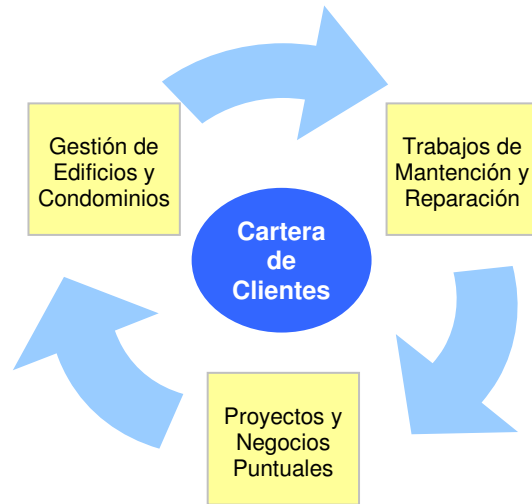 Gestión de
Edificios y
Condominios
Trabajos de
Mantención y
Reparación
Cartera
de
Clientes
Proyectos y
Negocios
Puntuales